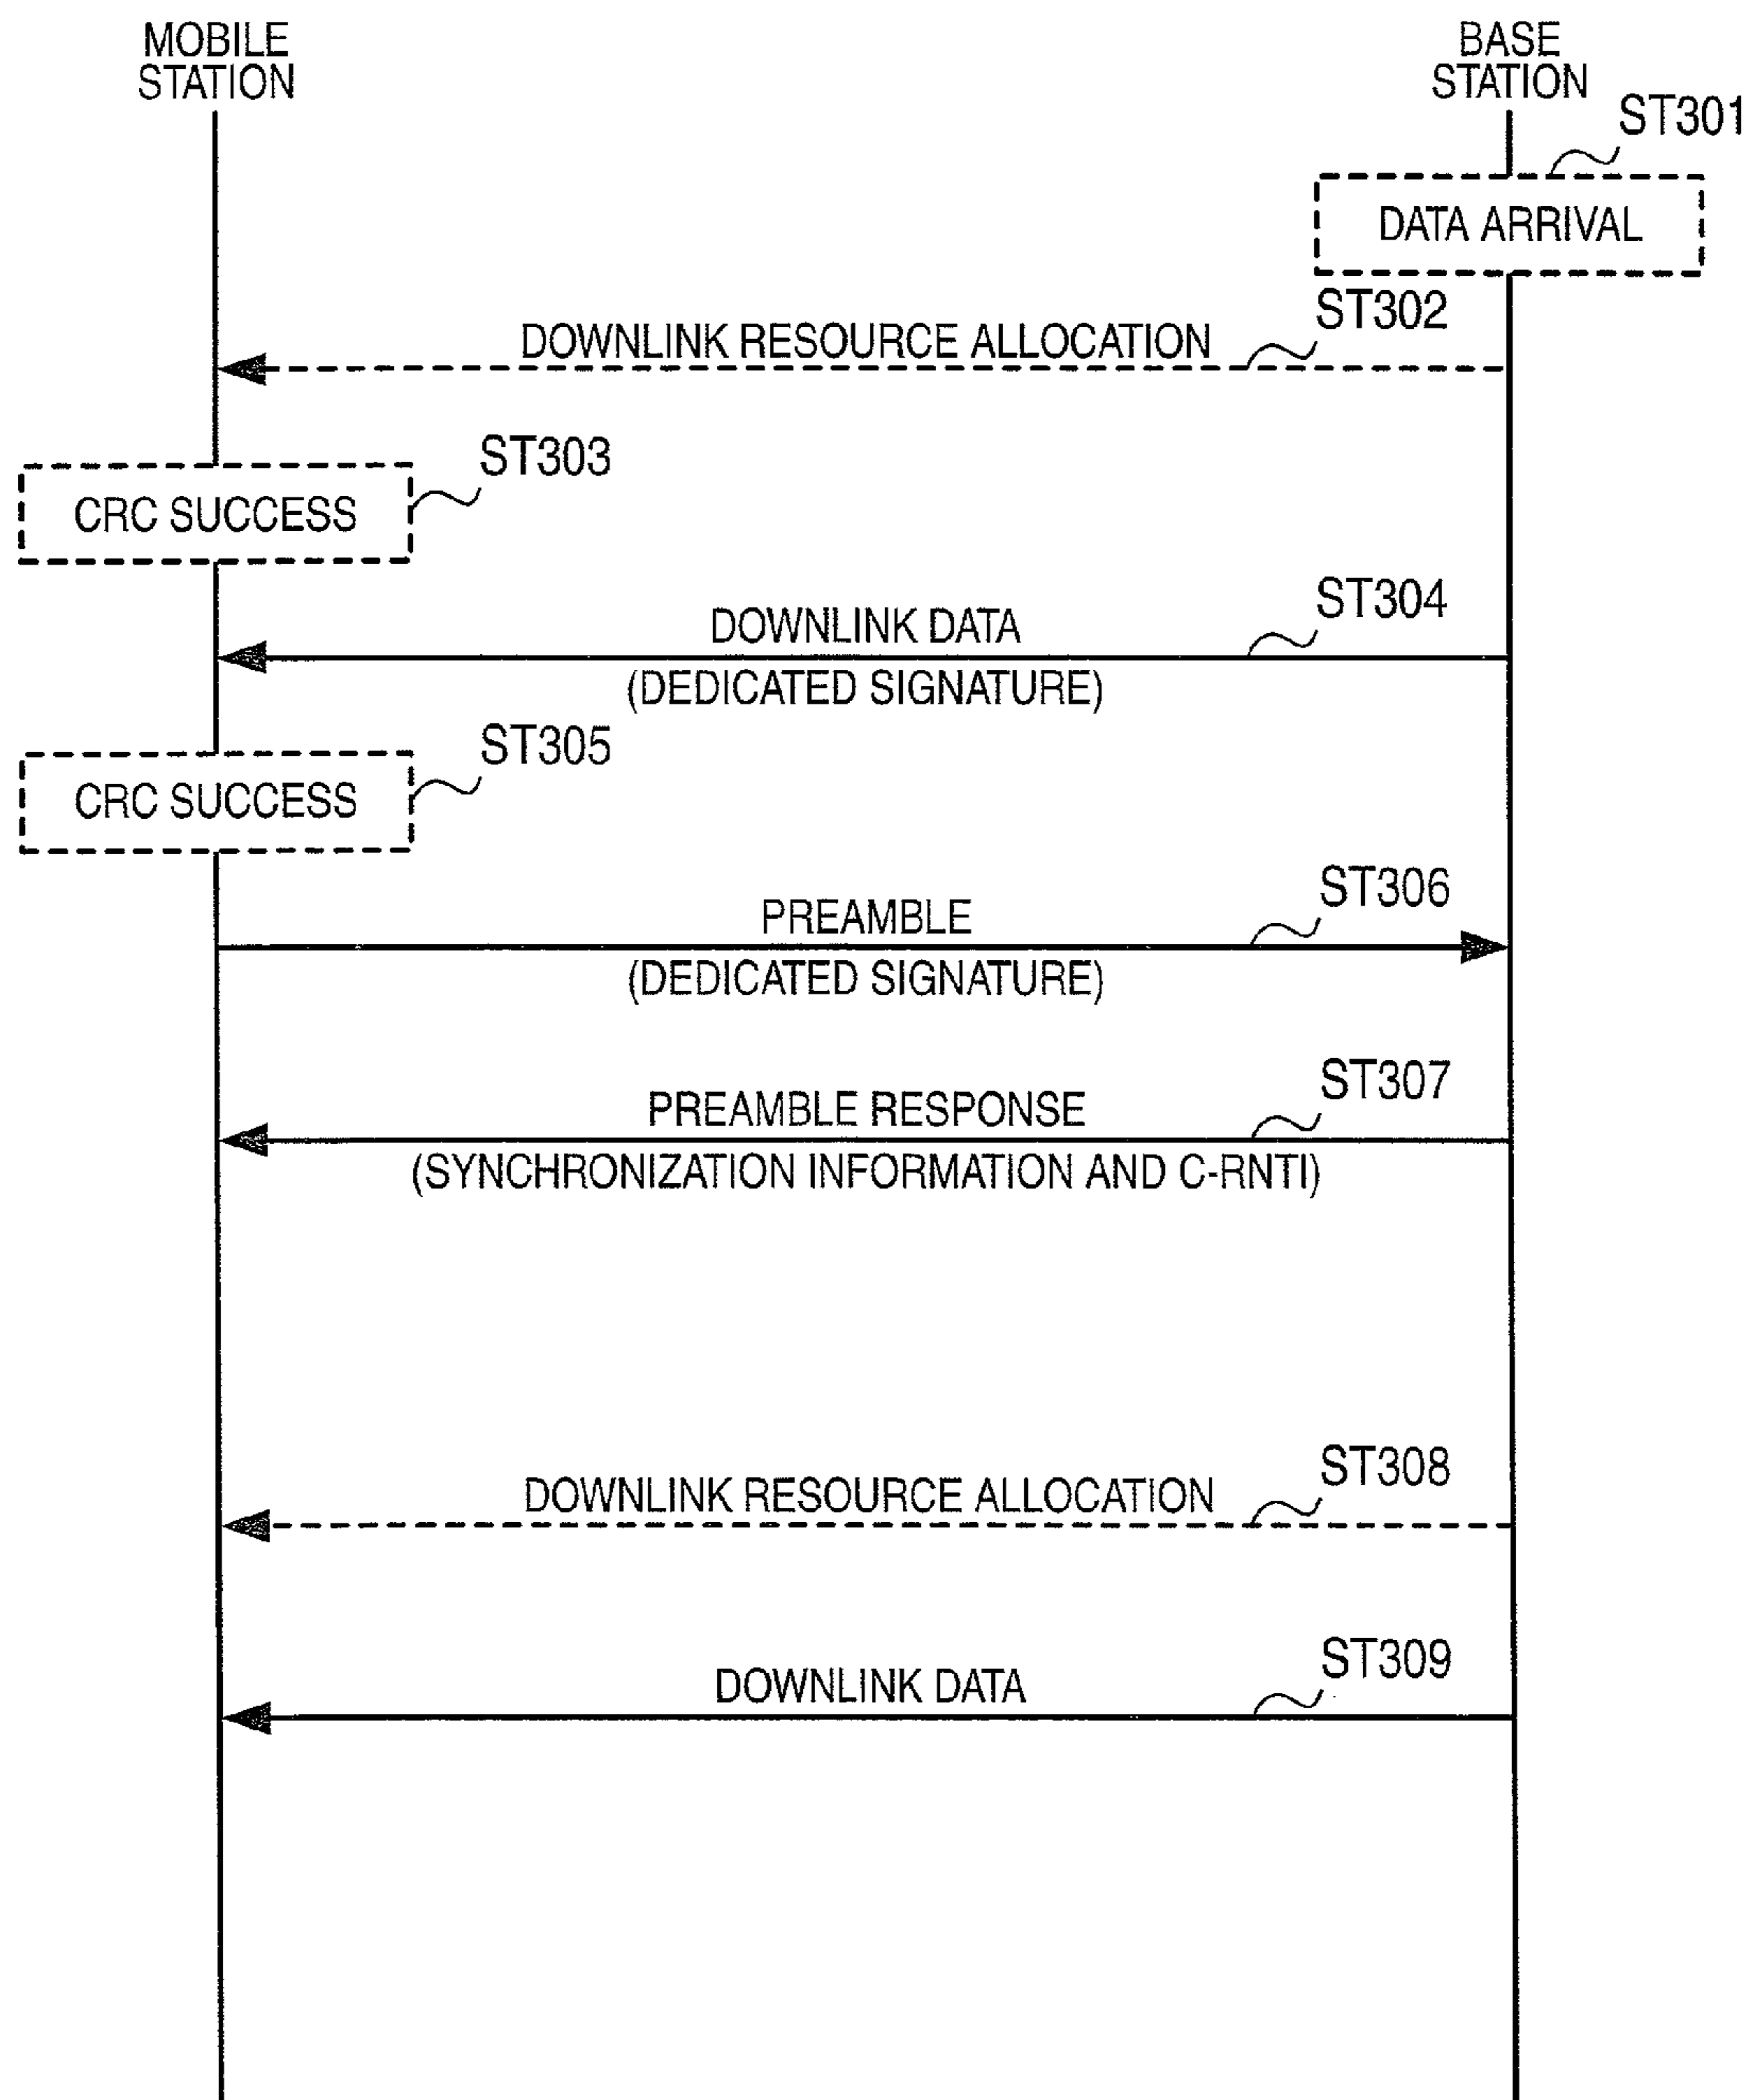 MOBILE
STATION
BASE
STATION
ST301
DATA ARRIVAL
ST302
DOWNLINK RESOURCE ALLOCATION
ST303
CRC SUCCESS
ST304
DOWNLINK DATA
(DEDICATED SIGNATURE)
ST305
CRC SUCCESS
ST306
PREAMBLE
(DEDICATED SIGNATURE)
ST307
PREAMBLE RESPONSE
(SYNCHRONIZATION INFORMATION AND C-RNTI)
ST308
DOWNLINK RESOURCE ALLOCATION
ST309
DOWNLINK DATA